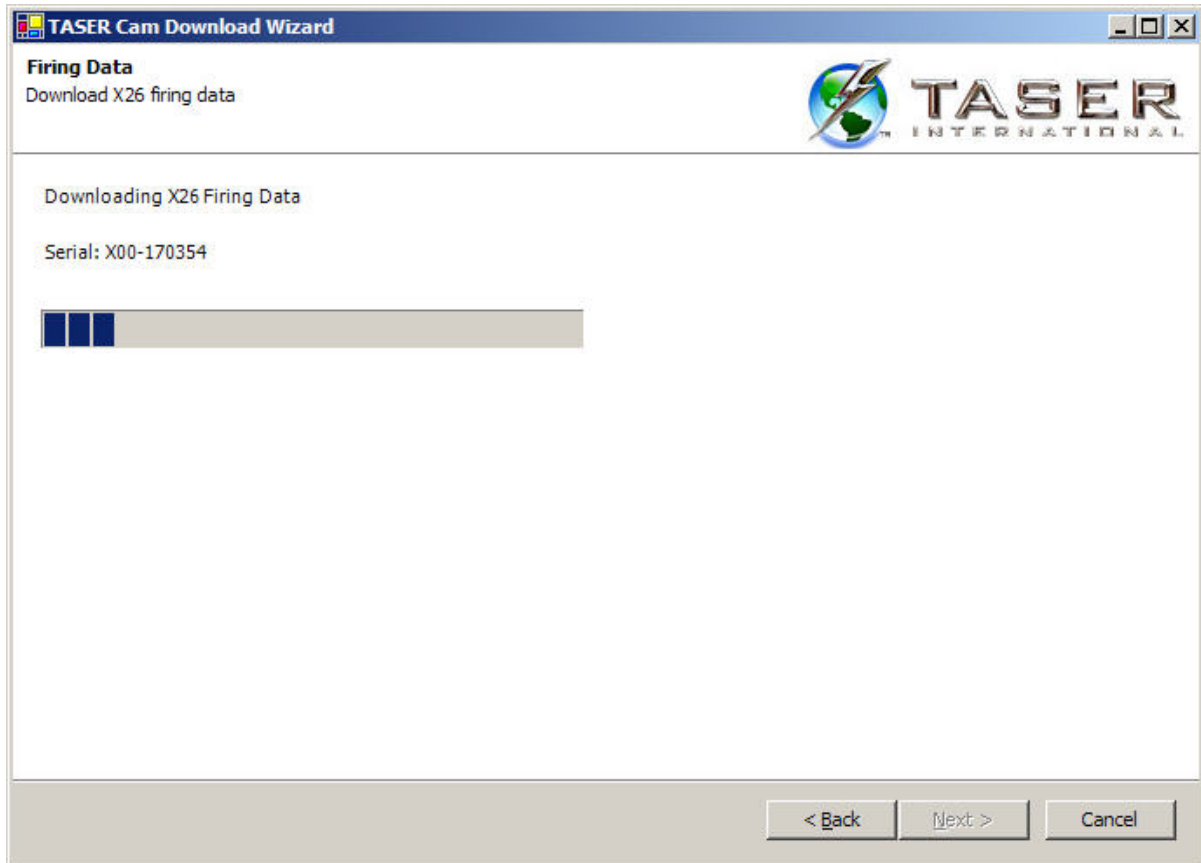 TASER Cam Download Wizard
Firing Data
Download X26 firing data
TASER
INTERNATIONAL
Downloading X26 Firing Data
Serial: X00-170354
< Back
Next >
Cancel